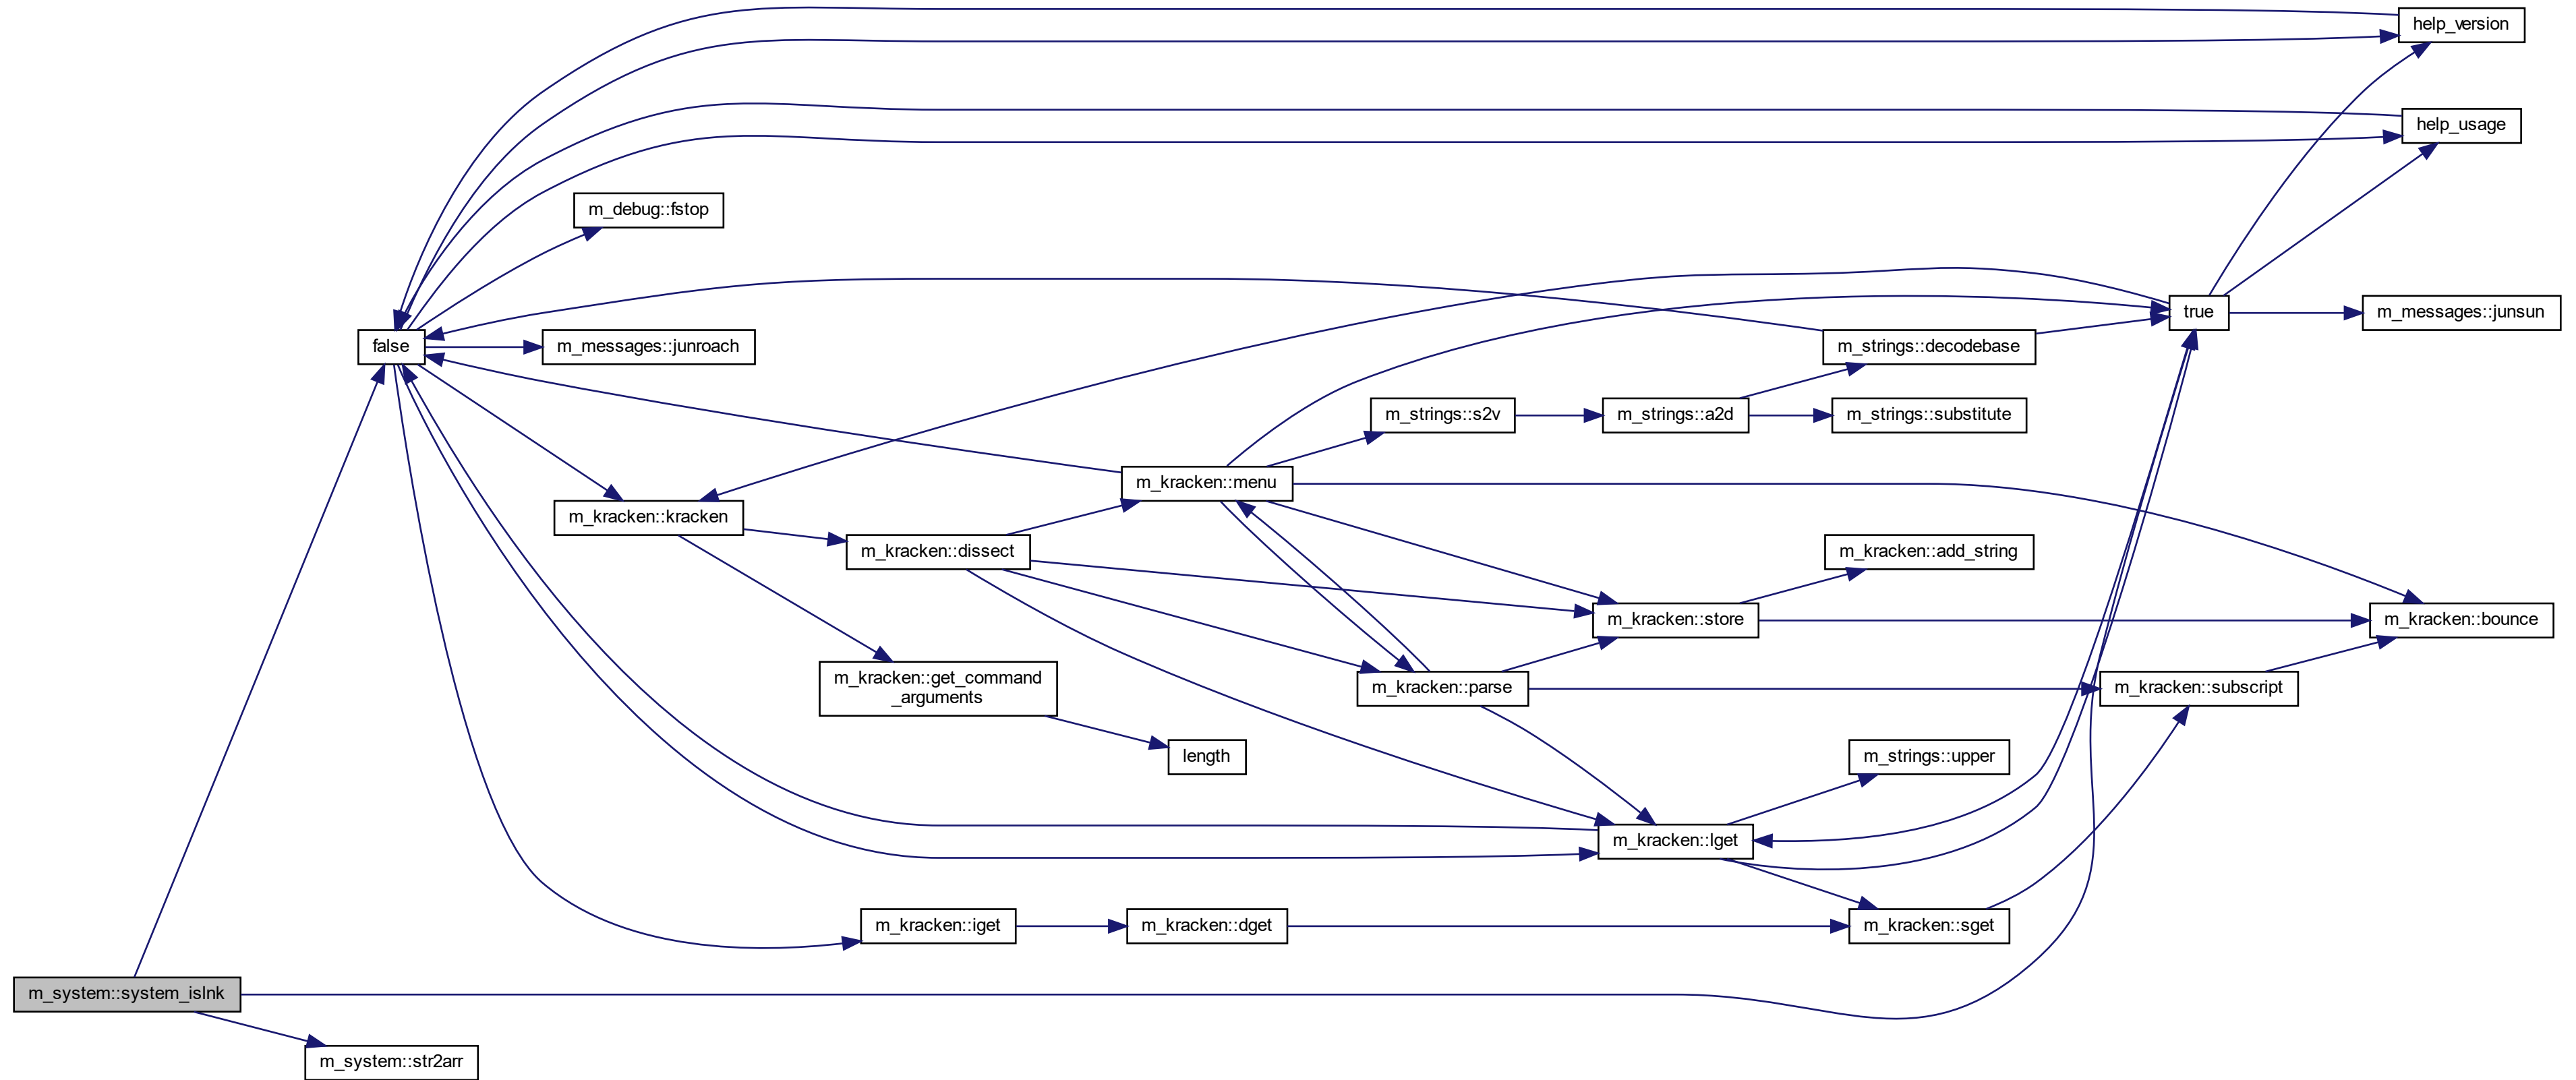 help_version
help_usage
m_debug::fstop
true
m_messages::junsun
false
m_messages::junroach
m_strings::decodebase
m_strings::s2v
m_strings::a2d
m_strings::substitute
m_kracken::menu
m_kracken::kracken
m_kracken::dissect
m_kracken::add_string
m_kracken::store
m_kracken::bounce
m_kracken::get_command
_arguments
m_kracken::parse
m_kracken::subscript
length
m_strings::upper
m_kracken::lget
m_kracken::iget
m_kracken::dget
m_kracken::sget
m_system::system_islnk
m_system::str2arr